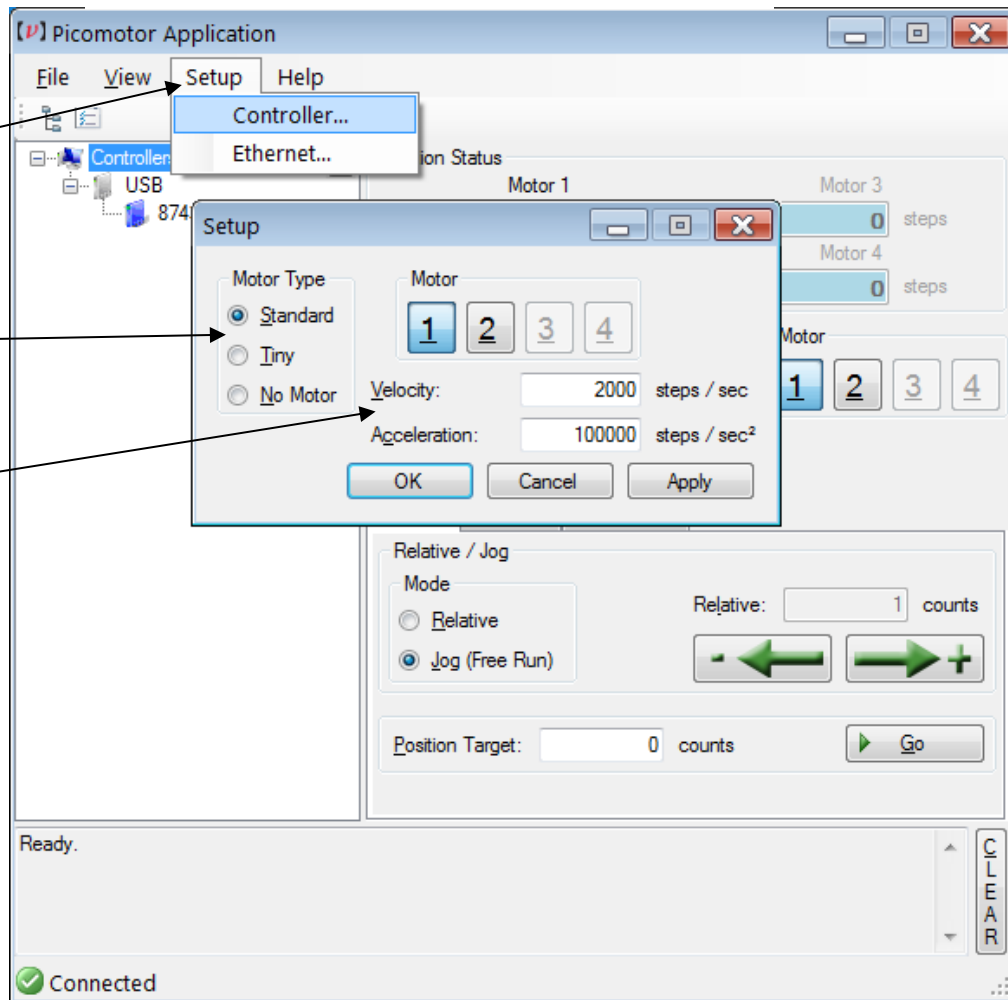 [ν] Picomotor Application
File View Setup Help
Controller...
Ethernet...
Controller
USB
874
ion Status
Motor 1
Motor 3
0 steps
Motor 4
0 steps
Motor
1 2 3 4
Setup
Motor Type
Standard
Tiny
No Motor
Motor
1 2 3 4
Velocity: 2000 steps / sec
Acceleration: 100000 steps / sec²
OK Cancel Apply
Relative / Jog
Mode
Relative
Jog (Free Run)
Relative: 1 counts
- +
Position Target: 0 counts
Go
Ready.
CLEAR
Connected